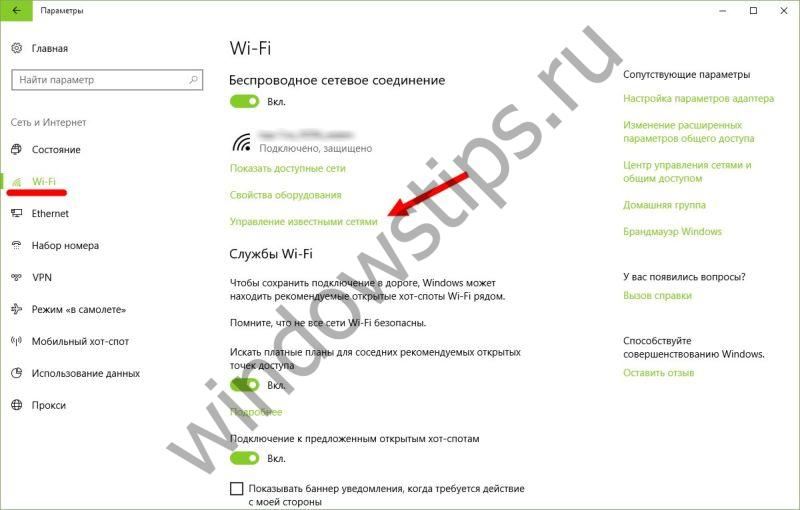 Параметры
Главная
Найти параметр
Сеть и Интернет
Состояние
Wi-Fi
Ethernet
Набор номера
VPN
Режим «в самолете»
Мобильный хот-спот
Использование данных
Прокси
Wi-Fi
Беспроводное сетевое соединение
Вкл.
Подключено, защищено
Показать доступные сети
Свойства оборудования
Управление известными сетями
Службы Wi-Fi
Чтобы сохранить подключение в дороге, Windows может
находить рекомендуемые открытые хот-споты Wi-Fi рядом.
Помните, что не все сети Wi-Fi безопасны.
Искать платные планы для соседних рекомендуемых открытых
точек доступа
Вкл.
Подробнее
Подключение к предложенным открытым хот-спотам
Вкл.
Показывать баннер уведомления, когда требуется действие
с моей стороны
Сопутствующие параметры
Настройка параметров адаптера
Изменение расширенных
параметров общего доступа
Центр управления сетями и
общим доступом
Домашняя группа
Брандмауэр Windows
У вас появились вопросы?
Вызов справки
Способствуйте
совершенствованию Windows.
Оставить отзыв
windowstips.ru